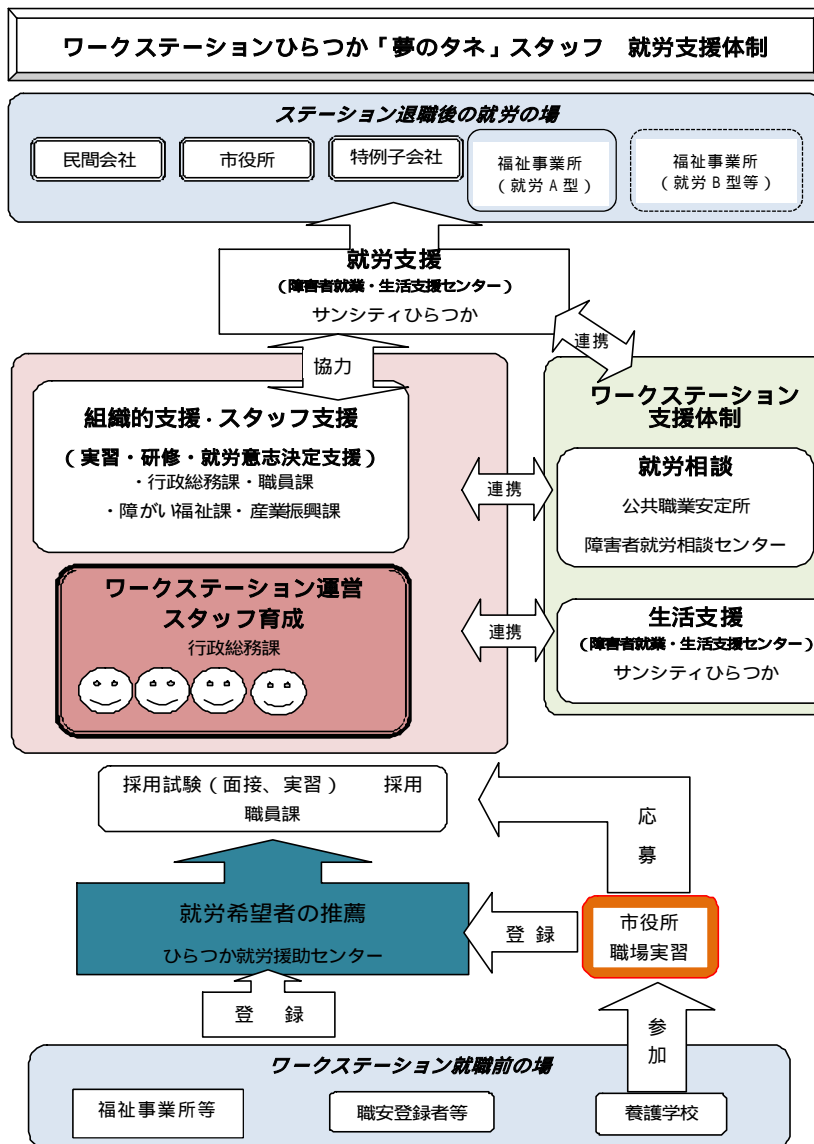 ワークステーションひらつか「夢のタネ」スタッフ　就労支援体制
ステーション退職後の就労の場
民間会社
市役所
特例子会社
福祉事業所
（就労A型）
福祉事業所
（就労B型等）
就労支援
（障害者就業・生活支援センター）
サンシティひらつか
連携
協力
組織的支援・スタッフ支援
（実習・研修・就労意志決定支援）
・行政総務課・職員課
・障がい福祉課・産業振興課
ワークステーション運営
スタッフ育成
行政総務課
連携
連携
ワークステーション
支援体制
就労相談
公共職業安定所
障害者就労相談センター
生活支援
（障害者就業・生活支援センター）
サンシティひらつか
採用試験（面接、実習）　　採用
職員課
応募
就労希望者の推薦
ひらつか就労援助センター
登 録
市役所
職場実習
登　録
参加
ワークステーション就職前の場
福祉事業所等
職安登録者等
養護学校